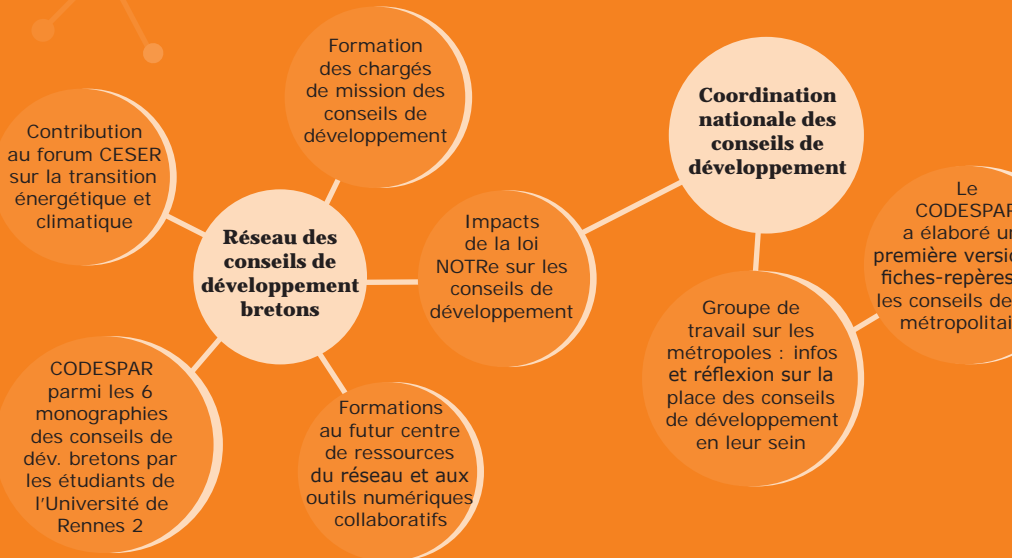 Formation
des chargés
de mission des
conseils de
développement
Contribution
au forum CESER
sur la transition
énergétique et
climatique
Réseau des
conseils de
développement
bretons
Impacts
de la loi
NOTRe sur les
conseils de
développement
CODESPAR
parmi les 6
monographies
des conseils de
dév. bretons par
les étudiants de
l'Université de
Rennes 2
Formations
au futur centre
de ressources
du réseau et aux
outils numériques
collaboratifs
Coordination
nationale des
conseils de
développement
Groupe de
travail sur les
métropoles : infos
et réflexion sur la
place des conseils
de développement
en leur sein
Le
CODESPAR
a élaboré
première
fiches-repères
les conseils de